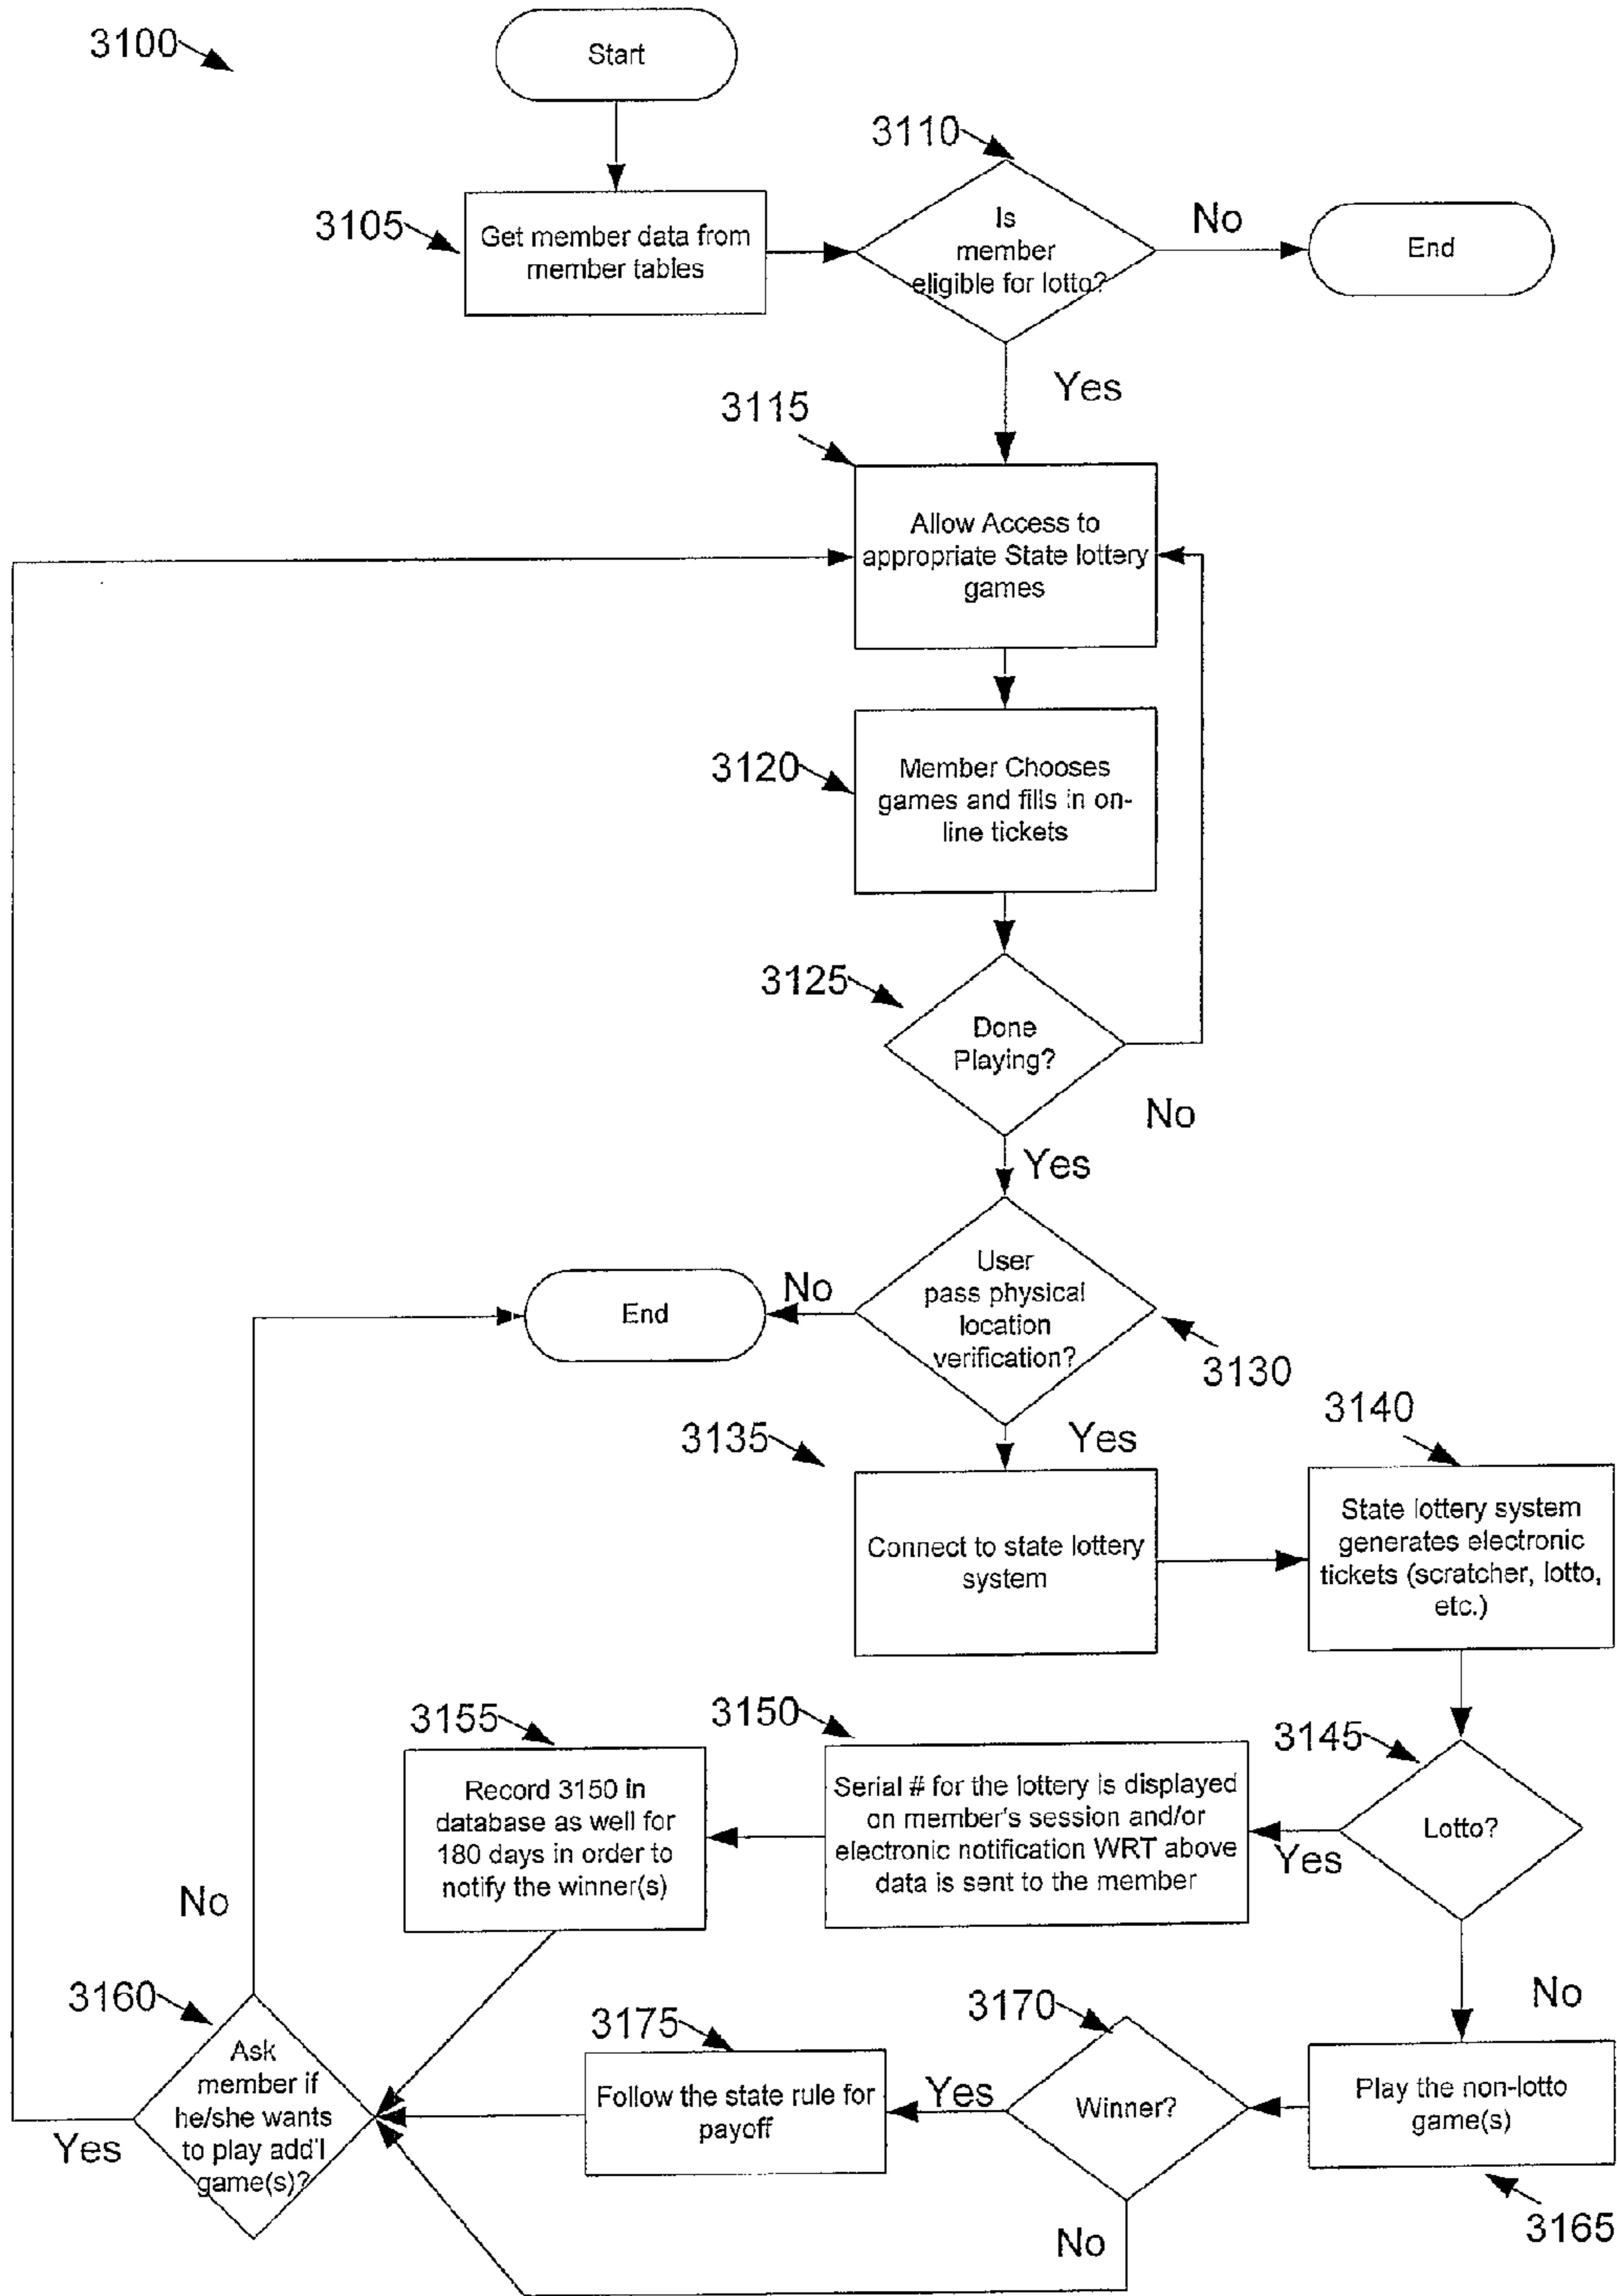 3100
Start
3110
3105
Get member data from
member tables
Is
member
eligible for lotto?
No
End
Yes
3115
Allow Access to
appropriate State lottery
games
3120
Member Chooses
games and fills in on-
line tickets
3125
Done
Playing?
No
Yes
User
pass physical
location
verification?
No
End
3130
3135
Yes
Connect to state lottery
system
3140
State lottery system
generates electronic
tickets (scratcher, lotto,
etc.)
3145
Lotto?
Yes
3150
Serial # for the lottery is displayed
on member's session and/or
electronic notification WRT above
data is sent to the member
3155
Record 3150 in
database as well for
180 days in order to
notify the winner(s)
No
No
3160
Ask
member if
he/she wants
to play add'l
game(s)?
Yes
3175
Follow the state rule for
payoff
Yes
3170
Winner?
No
Play the non-lotto
game(s)
3165